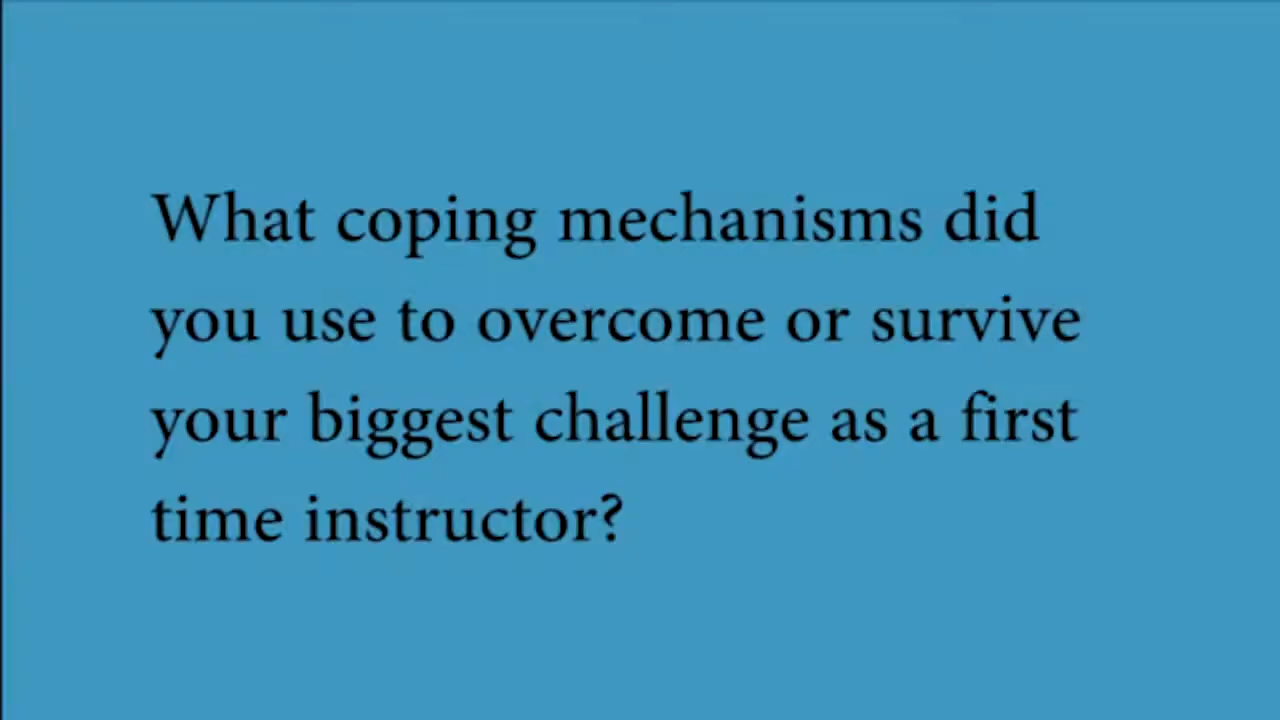 What coping mechanisms did
you use to overcome or survive
your biggest challenge as a first
time instructor?